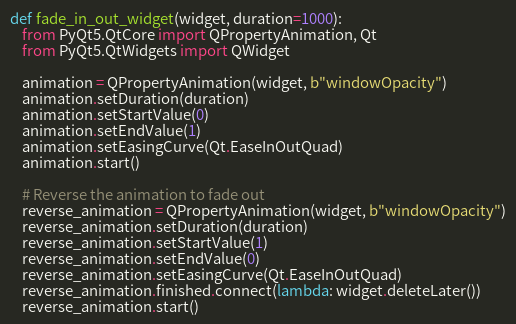 def fade_in_out_widget(widget, duration=1000):
    from PyQt5.QtCore import QPropertyAnimation, Qt
    from PyQt5.QtWidgets import QWidget

    animation = QPropertyAnimation(widget, b"windowOpacity")
    animation.setDuration(duration)
    animation.setStartValue(0)
    animation.setEndValue(1)
    animation.setEasingCurve(Qt.EaseInOutQuad)
    animation.start()

    # Reverse the animation to fade out
    reverse_animation = QPropertyAnimation(widget, b"windowOpacity")
    reverse_animation.setDuration(duration)
    reverse_animation.setStartValue(1)
    reverse_animation.setEndValue(0)
    reverse_animation.setEasingCurve(Qt.EaseInOutQuad)
    reverse_animation.finished.connect(lambda: widget.deleteLater())
    reverse_animation.start()